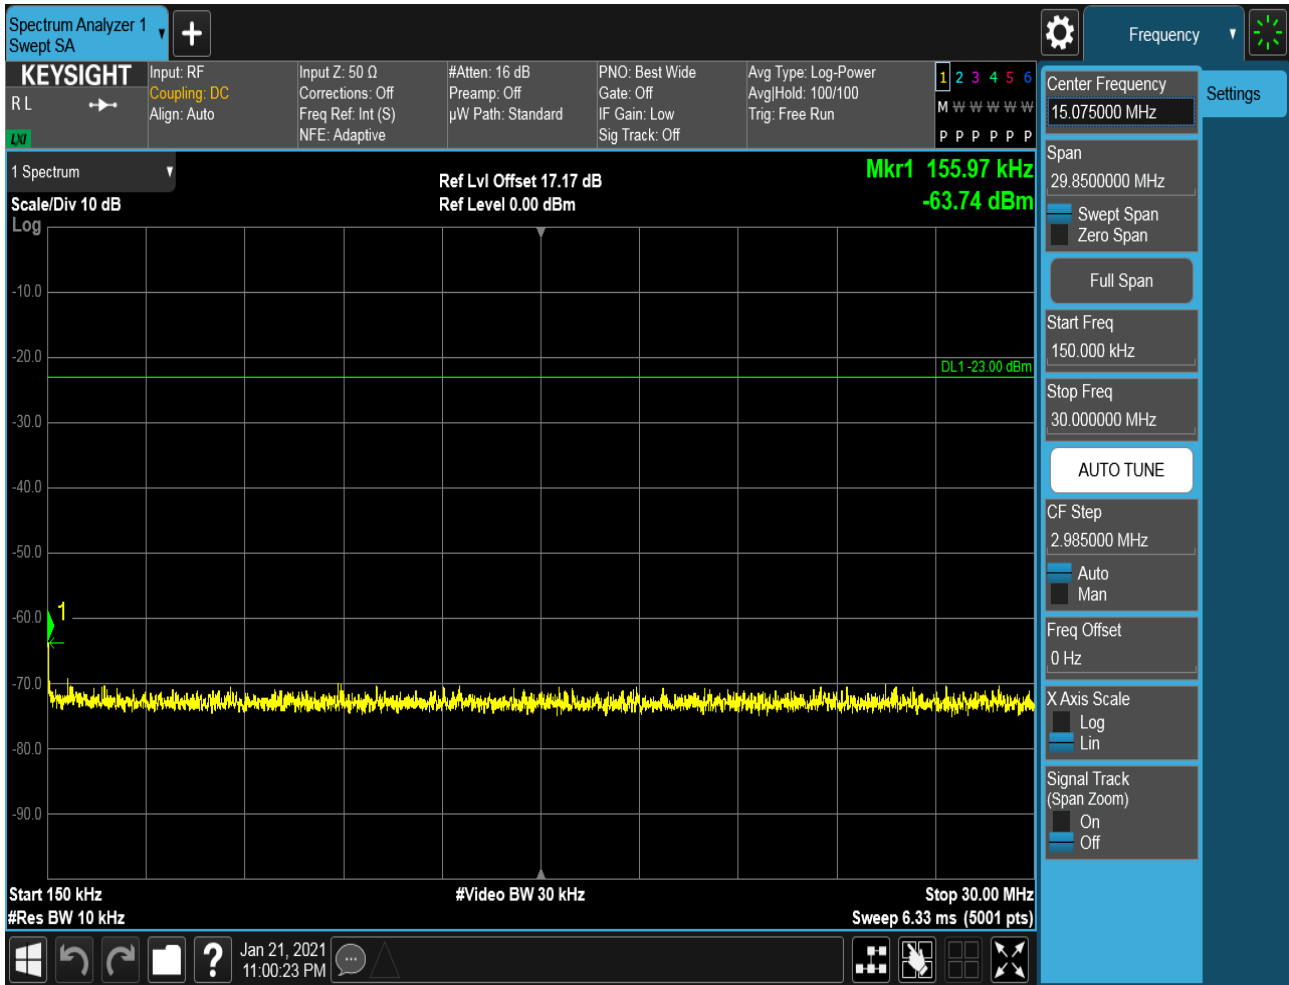 Spectrum Analyzer 1
Swept SA
Frequency
KEYSIGHT
R L
LXI
Input: RF
Coupling: DC
Align: Auto
Input Z: 50 Ω
Corrections: Off
Freq Ref: Int (S)
NFE: Adaptive
#Atten: 16 dB
Preamp: Off
µW Path: Standard
PNO: Best Wide
Gate: Off
IF Gain: Low
Sig Track: Off
Avg Type: Log-Power
Avg|Hold: 100/100
Trig: Free Run
1 2 3 4 5 6
M W W W W W
P P P P P P
1 Spectrum
Scale/Div 10 dB
Log
Ref Lvl Offset 17.17 dB
Ref Level 0.00 dBm
Mkr1 155.97 kHz
-63.74 dBm
-10.0
-20.0
DL1 -23.00 dBm
-30.0
-40.0
-50.0
-60.0
1
-70.0
-80.0
-90.0
Start 150 kHz
#Res BW 10 kHz
#Video BW 30 kHz
Stop 30.00 MHz
Sweep 6.33 ms (5001 pts)
Jan 21, 2021
11:00:23 PM
Center Frequency
15.075000 MHz
Settings
Span
29.8500000 MHz
Swept Span
Zero Span
Full Span
Start Freq
150.000 kHz
Stop Freq
30.000000 MHz
AUTO TUNE
CF Step
2.985000 MHz
Auto
Man
Freq Offset
0 Hz
X Axis Scale
Log
Lin
Signal Track
(Span Zoom)
On
Off